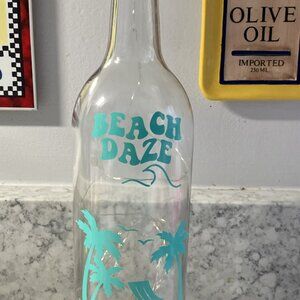 OLIVE
OIL
IMPORTED
250 ML
BEACH
DAZE